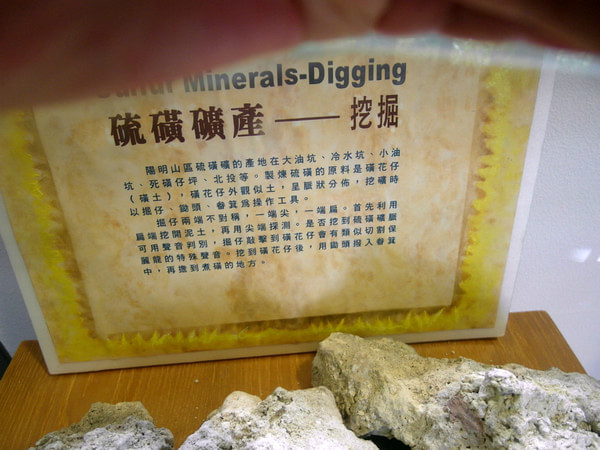 Sulfur Minerals-Digging
硫磺礦產——挖掘
陽明山區硫磺礦的產地在大油坑、冷水坑、小油
坑、死磺仔坪、北投等。製煉硫磺的原料是磺花仔
（磺土），磺花仔外觀似土，呈脈狀分佈，挖礦時
以掘仔、鋤頭、畚箕為操作工具。
掘仔兩端不對稱，一端尖，一端扁。首先利用
扁端挖開泥土，再用尖端探測。是否挖到硫磺礦脈
可用聲音判別，掘仔敲擊到磺花仔會有類似切割保
麗龍的特殊聲音。挖到磺花仔後，用鋤頭撥入畚箕
中，再擔到煮磺的地方。